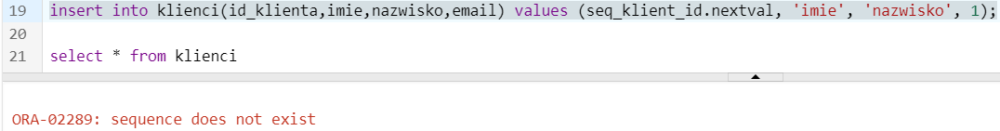 19 insert into klienci(id_klienta,imie,nazwisko,email) values (seq_klient_id.nextval, 'imie', 'nazwisko', 1);
20
21 select * from klienci
ORA-02289: sequence does not exist